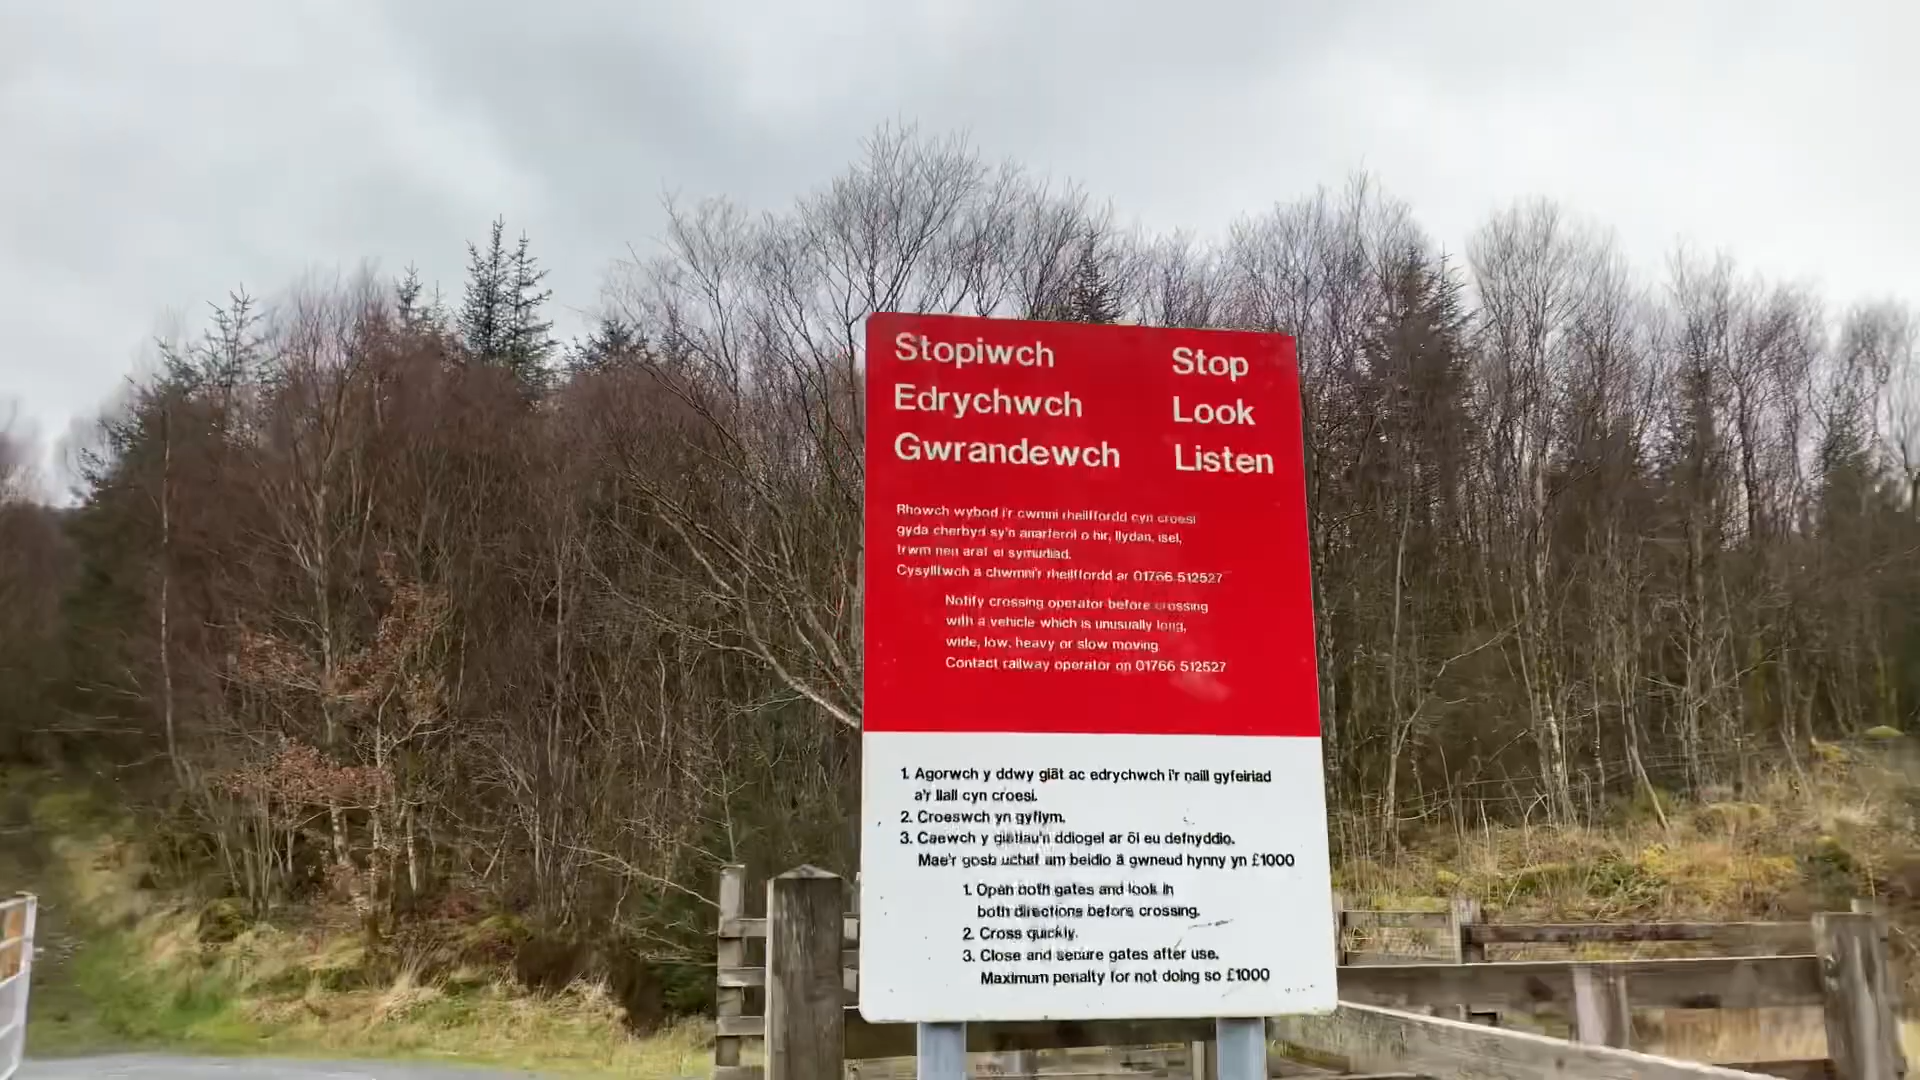 Stopiwch
Edrychwch
Gwrandewch
Stop
Look
Listen
Rhowch wybod i'r cwmni rheilffordd cyn croesi
gyda cherbyd sy'n anarferol o hir, llydan, isel,
trwm neu araf ei symudiad.
Cysylltwch â chwmni'r rheilffordd ar 01766 512527
Notify crossing operator before crossing
with a vehicle which is unusually long,
wide, low, heavy or slow moving.
Contact railway operator on 01766 512527
1. Agorwch y ddwy giât ac edrychwch i'r naill gyfeiriad
a'r llall cyn croesi.
2. Croeswch yn gyflym.
3. Caewch y giatiau'n ddiogel ar ôl eu defnyddio.
Mae'r gosb uchaf am beidio â gwneud hynny yn £1000
1. Open both gates and look in
both directions before crossing.
2. Cross quickly.
3. Close and secure gates after use.
Maximum penalty for not doing so £1000